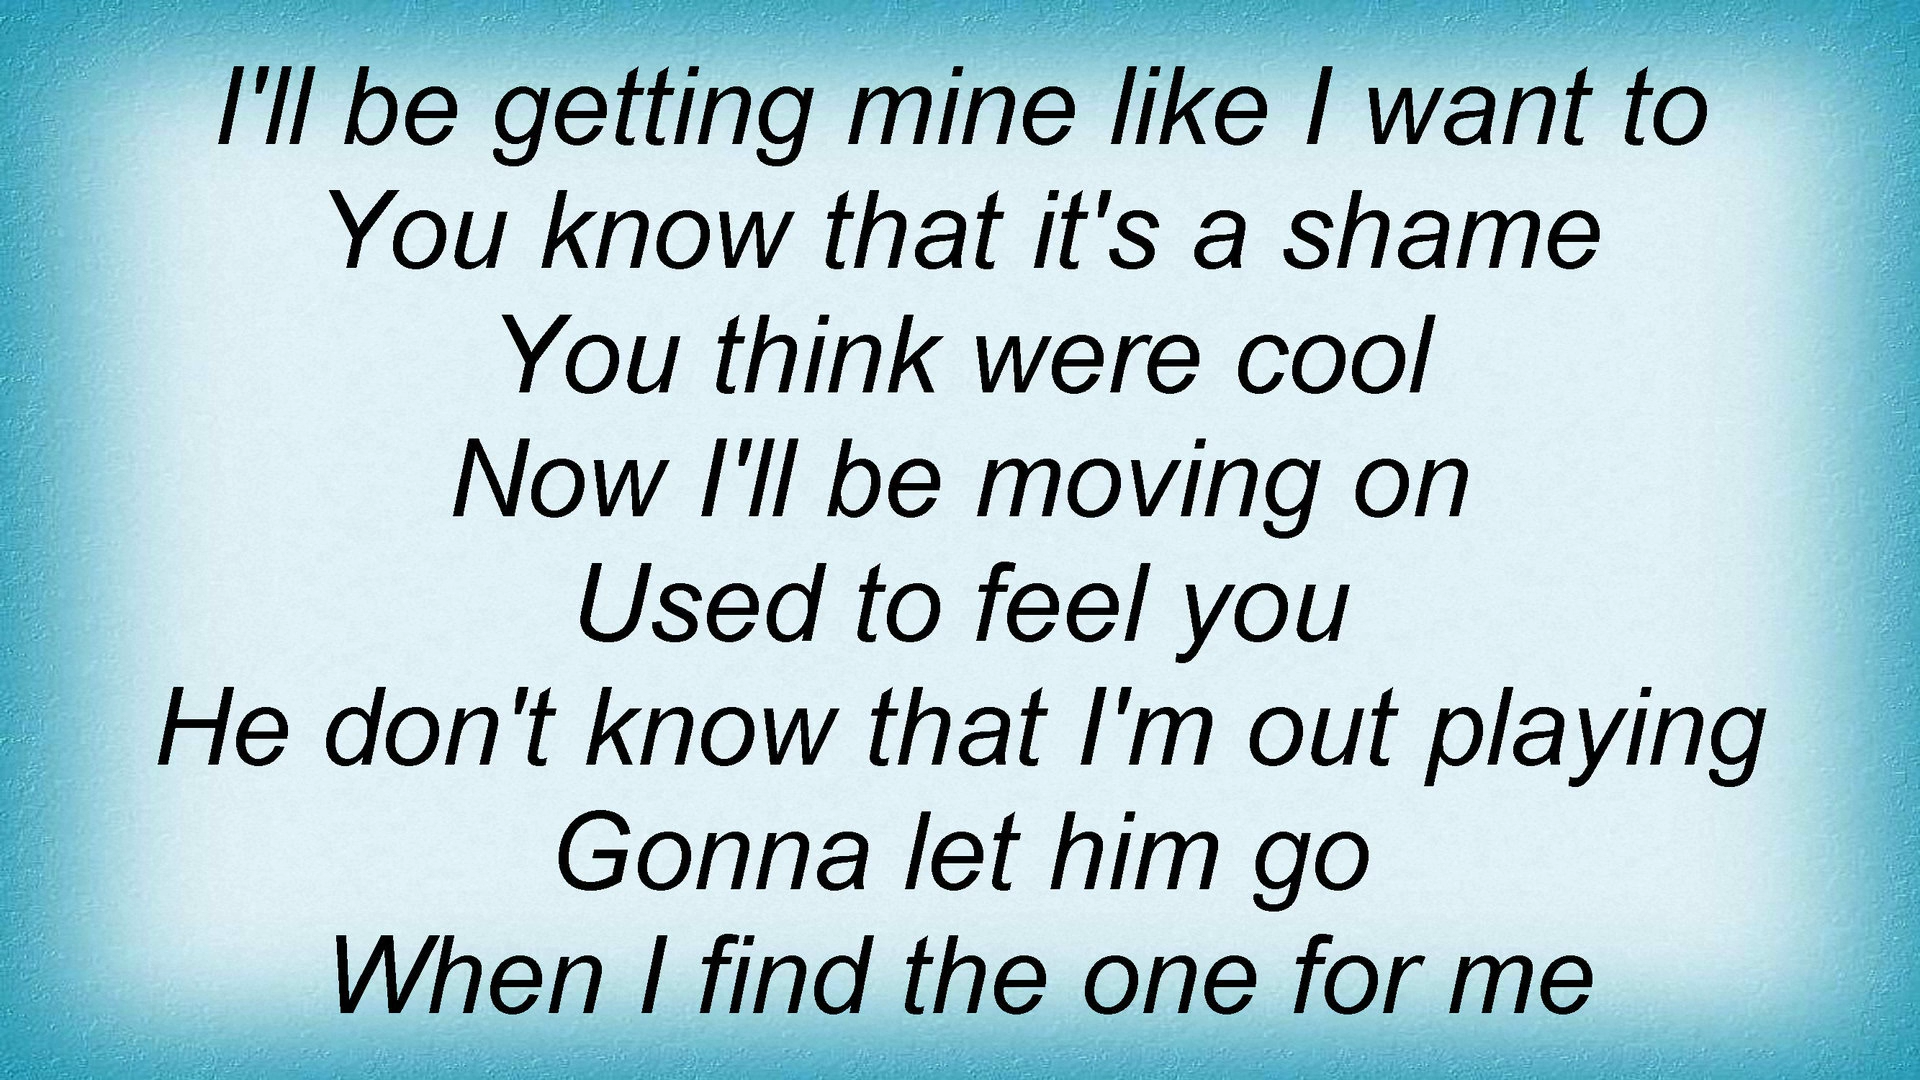 I'll be getting mine like I want to
You know that it's a shame
You think were cool
Now I'll be moving on
Used to feel you
He don't know that I'm out playing
Gonna let him go
When I find the one for me